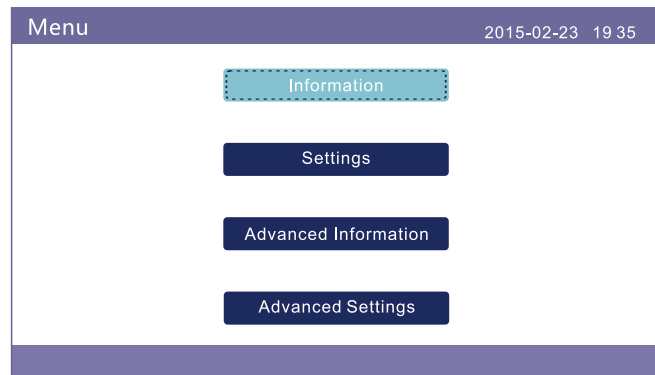 Menu
2015-02-23 19 35
Information
Settings
Advanced Information
Advanced Settings